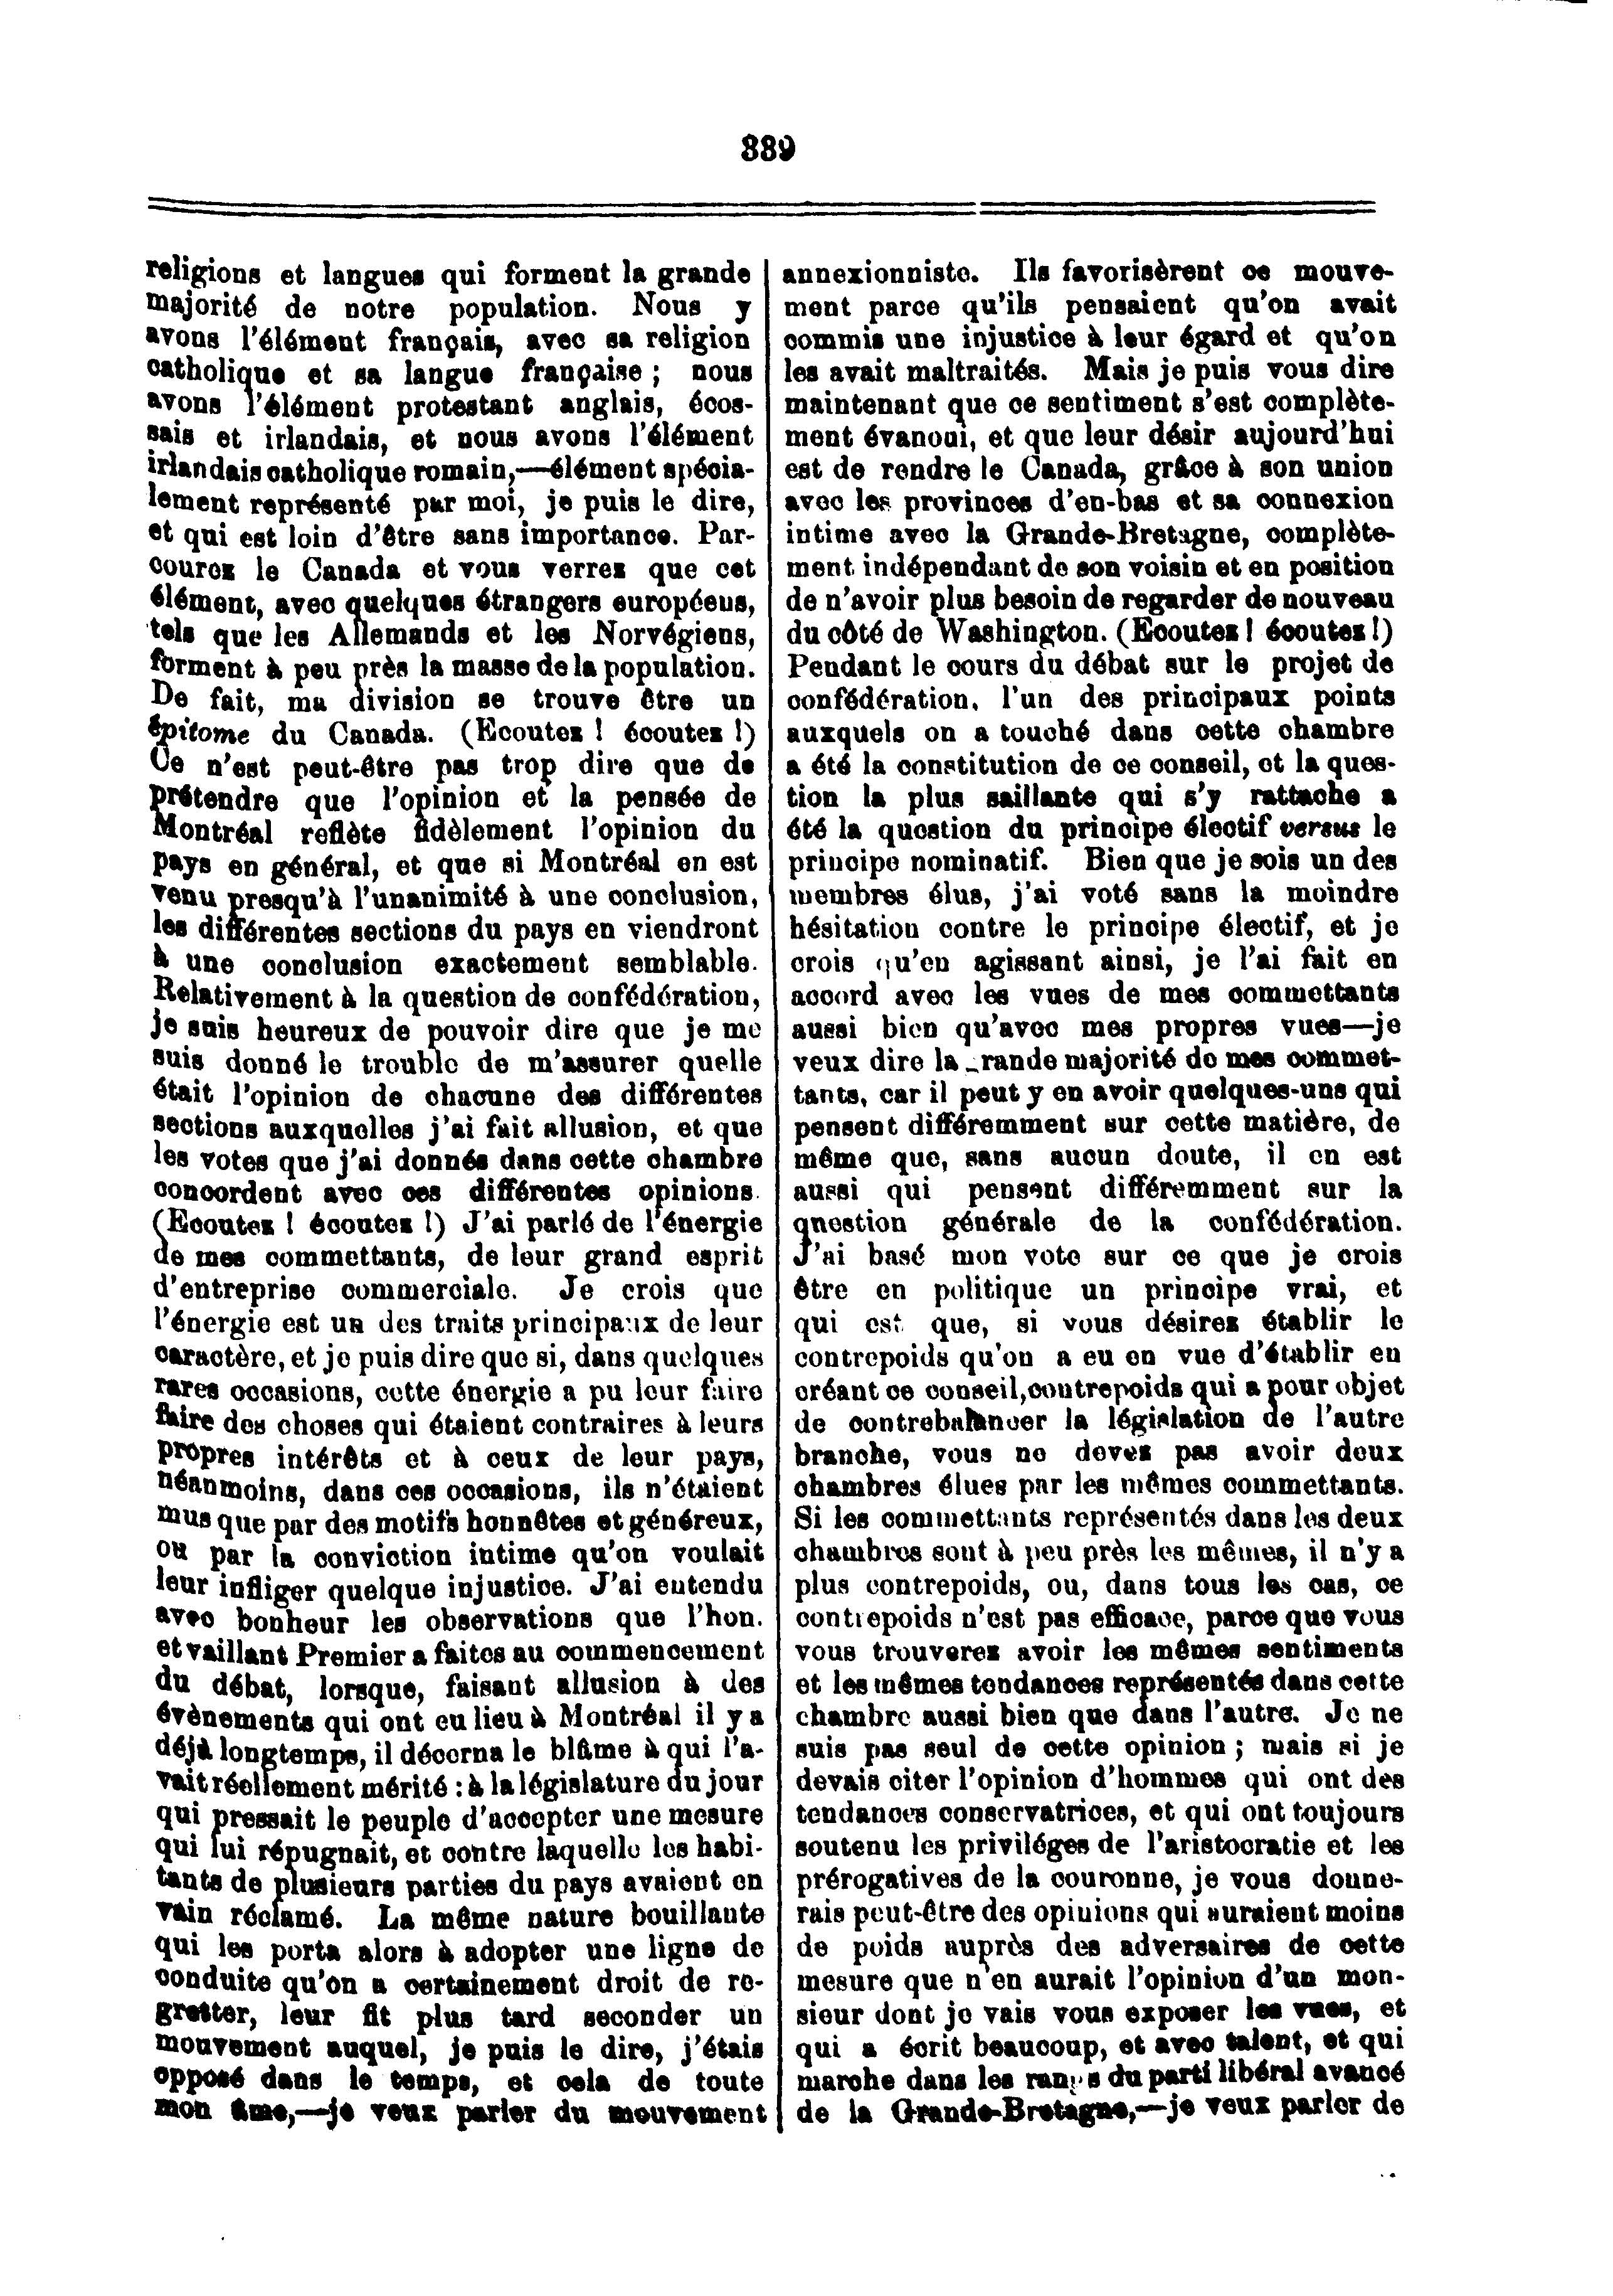 339
religions et langues qui forment la grande
majorité de notre population. Nous y
avons l'élément français, avec sa religion
catholique et sa langue française ; nous
avons l'élément protestant anglais, écos-
sais et irlandais, et nous avons l'élément
irlandais catholique romain,—élément spécia-
lement représenté par moi, je puis le dire,
et qui est loin d'être sans importance. Par-
courez le Canada et vous verrez que cet
élément, avec quelques étrangers européens,
tels que les Allemands et les Norvégiens,
forment à peu près la masse de la population.
De fait, ma division se trouve être un
épitome du Canada. (Ecoutez ! écoutez !)
Ce n'est peut-être pas trop dire que de
prétendre que l'opinion et la pensée de
Montréal reflète fidèlement l'opinion du
pays en général, et que si Montréal en est
venu presqu'à l'unanimité à une conclusion,
les différentes sections du pays en viendront
à une conclusion exactement semblable.
Relativement à la question de confédération,
je suis heureux de pouvoir dire que je me
suis donné le trouble de m'assurer quelle
était l'opinion de chacune des différentes
sections auxquelles j'ai fait allusion, et que
les votes que j'ai donnés dans cette chambre
concordent avec ces différentes opinions.
(Ecoutez ! écoutez !) J'ai parlé de l'énergie
de mes commettants, de leur grand esprit
d'entreprise commerciale. Je crois que
l'énergie est un des traits principaux de leur
caractère, et je puis dire que si, dans quelques
rares occasions, cette énergie a pu leur faire
faire des choses qui étaient contraires à leurs
propres intérêts et à ceux de leur pays,
néanmoins, dans ces occasions, ils n'étaient
mus que par des motifs honnêtes et généreux,
ou par la conviction intime qu'on voulait
leur infliger quelque injustice. J'ai entendu
avec bonheur les observations que l'hon.
et vaillant Premier a faites au commencement
du débat, lorsque, faisant allusion à des
évènements qui ont eu lieu à Montréal il y a
déjà longtemps, il décerna le blâme à qui l'a-
vait réellement mérité : à la législature du jour
qui pressait le peuple d'accepter une mesure
qui lui répugnait, et contre laquelle les habi-
tants de plusieurs parties du pays avaient en
vain réclamé. La même nature bouillante
qui les porta alors à adopter une ligne de
conduite qu'on a certainement droit de re-
gretter, leur fit plus tard seconder un
mouvement auquel, je puis le dire, j'étais
opposé dans le temps, et cela de toute
mon âme,—je veux parler du mouvement
annexionniste. Ils favorisèrent ce mouve-
ment parce qu'ils pensaient qu'on avait
commis une injustice à leur égard et qu'on
les avait maltraités. Mais je puis vous dire
maintenant que ce sentiment s'est complète-
ment évanoui, et que leur désir aujourd'hui
est de rendre le Canada, grâce à son union
avec les provinces d'en-bas et sa connexion
intime avec la Grande-Bretagne, complète-
ment indépendant de son voisin et en position
de n'avoir plus besoin de regarder de nouveau
du côté de Washington. (Ecoutez ! écoutez !)
Pendant le cours du débat sur le projet de
confédération, l'un des principaux points
auxquels on a touché dans cette chambre
a été la constitution de ce conseil, et la ques-
tion la plus saillante qui s'y rattache a
été la question du principe électif versus le
principe nominatif. Bien que je sois un des
membres élus, j'ai voté sans la moindre
hésitation contre le principe électif, et je
crois qu'en agissant ainsi, je l'ai fait en
accord avec les vues de mes commettants
aussi bien qu'avec mes propres vues—je
veux dire la grande majorité de mes commet-
tants, car il peut y en avoir quelques-uns qui
pensent différemment sur cette matière, de
même que, sans aucun doute, il en est
aussi qui pensent différemment sur la
question générale de la confédération.
J'ai basé mon vote sur ce que je crois
être en politique un principe vrai, et
qui est que, si vous désirez établir le
contrepoids qu'on a eu en vue d'établir en
créant ce conseil, contrepoids qui a pour objet
de contrebalancer la législation de l'autre
branche, vous ne devez pas avoir deux
chambres élues par les mêmes commettants.
Si les commettants représentés dans les deux
chambres sont à peu près les mêmes, il n'y a
plus contrepoids, ou, dans tous les cas, ce
contrepoids n'est pas efficace, parce que vous
vous trouverez avoir les mêmes sentiments
et les mêmes tendances représentés dans cette
chambre aussi bien que dans l'autre. Je ne
suis pas seul de cette opinion ; mais si je
devais citer l'opinion d'hommes qui ont des
tendances conservatrices, et qui ont toujours
soutenu les priviléges de l'aristocratie et les
prérogatives de la couronne, je vous donne-
rais peut-être des opinions qui auraient moins
de poids auprès des adversaires de cette
mesure que n'en aurait l'opinion d'un mon-
sieur dont je vais vous exposer les vues, et
qui a écrit beaucoup, et avec talent, et qui
marche dans les rangs du parti libéral avancé
de la Grande-Bretagne,—je veux parler de